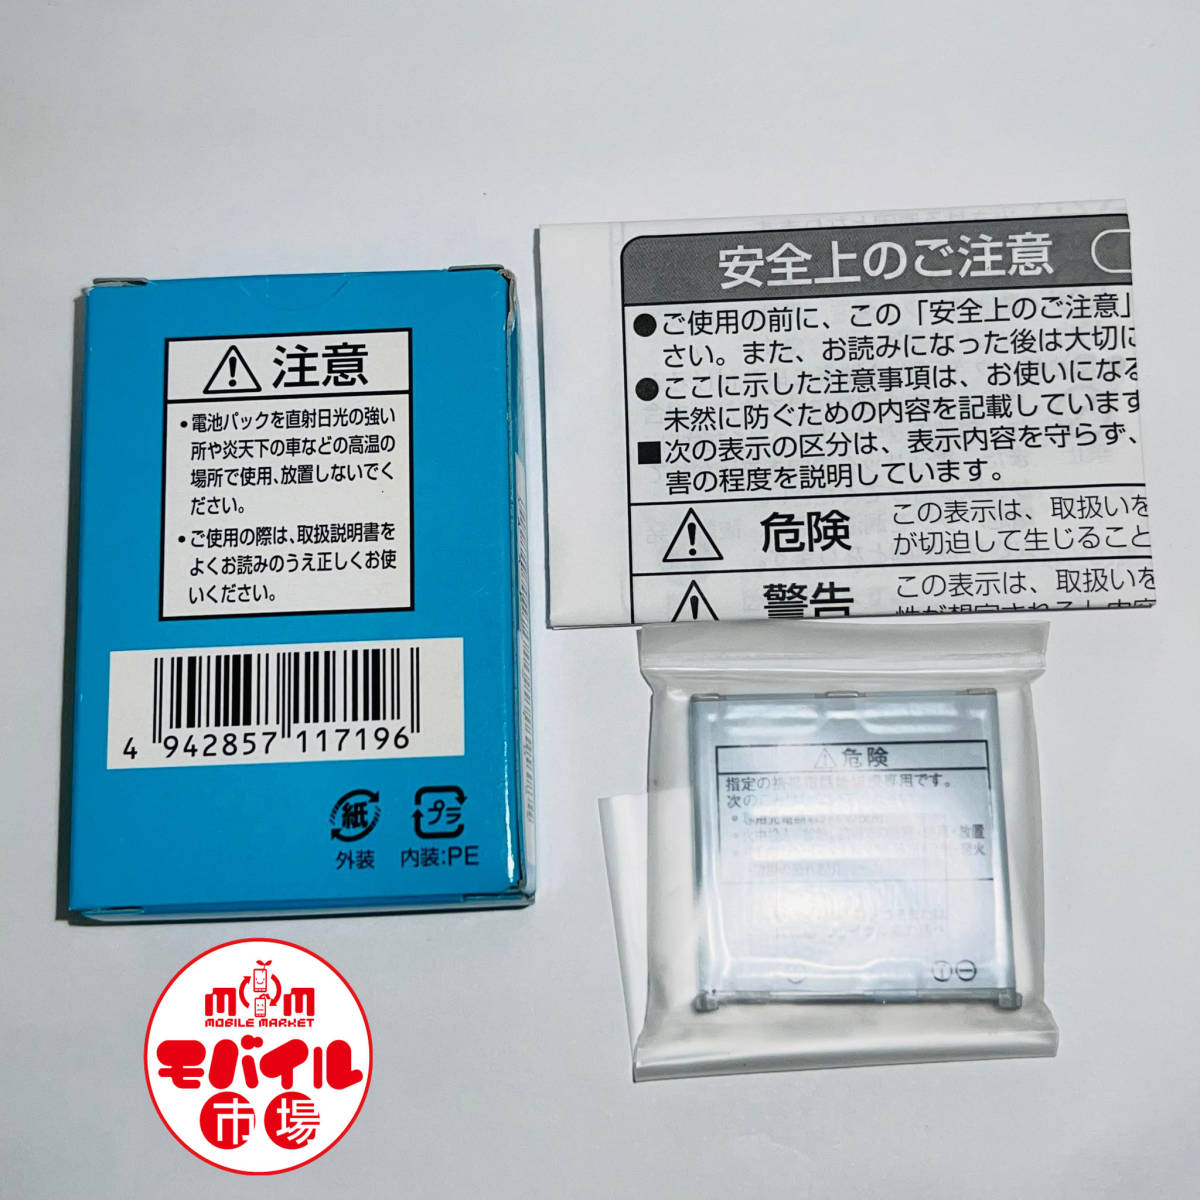 注意
・電池パックを直射日光の強い
所や炎天下の車などの高温の
場所で使用、放置しないでく
ださい。
・ご使用の際は、取扱説明書を
よくお読みのうえ正しくお使
いください。
4 942857 117196
紙
外装
プラ
内装:PE
安全上のご注意
●ご使用の前に、この「安全上のご注意」
さい。また、お読みになった後は大切に
●ここに示した注意事項は、お使いになる
未然に防ぐための内容を記載しています
■次の表示の区分は、表示内容を守らず、
害の程度を説明しています。
危険
この表示は、取扱いを
が切迫して生じること
警告
この表示は、取扱いを
危険
指定の携帯電話機専用です。
MOBILE MARKET
モバイル
市場